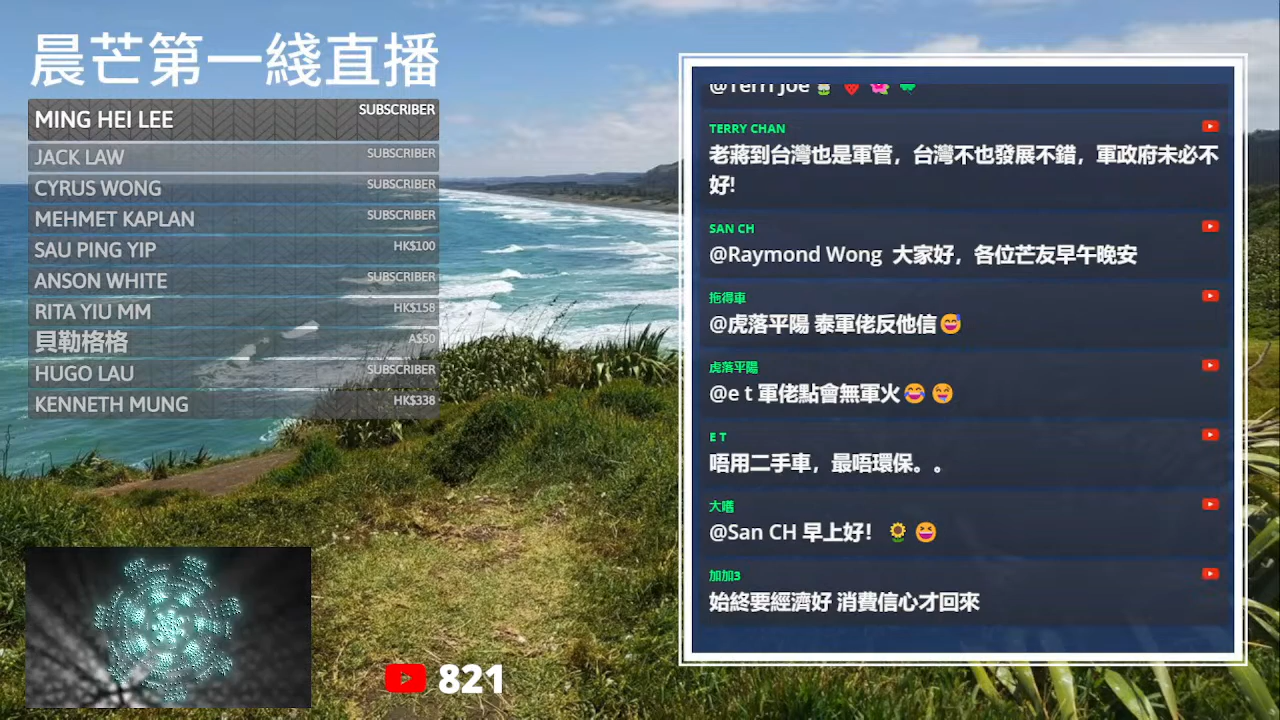 晨芒第一綫直播
MING HEI LEE SUBSCRIBER
JACK LAW SUBSCRIBER
CYRUS WONG SUBSCRIBER
MEHMET KAPLAN SUBSCRIBER
SAU PING YIP HK$100
ANSON WHITE SUBSCRIBER
RITA YIU MM HK$158
貝勒格格 A$50
HUGO LAU SUBSCRIBER
KENNETH MUNG HK$338
821
@Terri Joe
TERRY CHAN
老蔣到台灣也是軍管，台灣不也發展不錯，軍政府未必不
好!
SAN CH
@Raymond Wong 大家好，各位芒友早午晚安
拖得車
@虎落平陽 泰軍佬反他信😅
虎落平陽
@e t 軍佬點會無軍火😂 🤪
E T
唔用二手車，最唔環保。。
大嚿
@San CH 早上好！ 🌻 😆
加加3
始終要經濟好 消費信心才回來